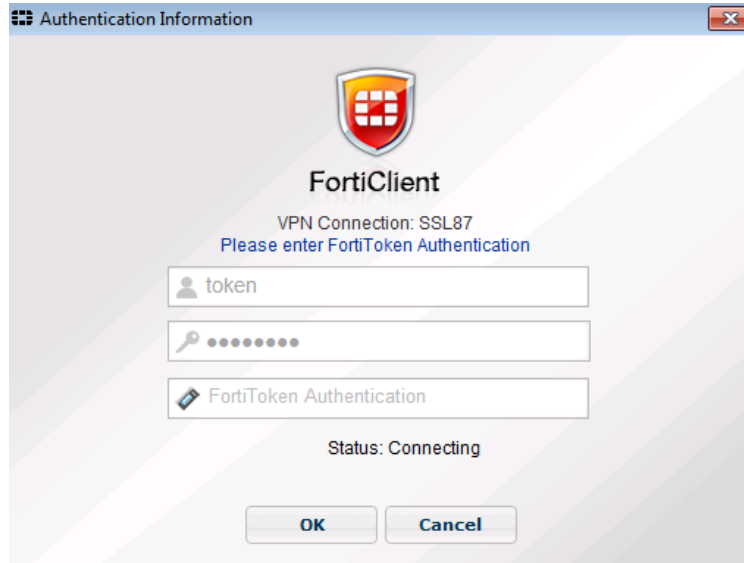 Authentication Information
FortiClient
VPN Connection: SSL87
Please enter FortiToken Authentication
token
●●●●●●●●
FortiToken Authentication
Status: Connecting
OK
Cancel